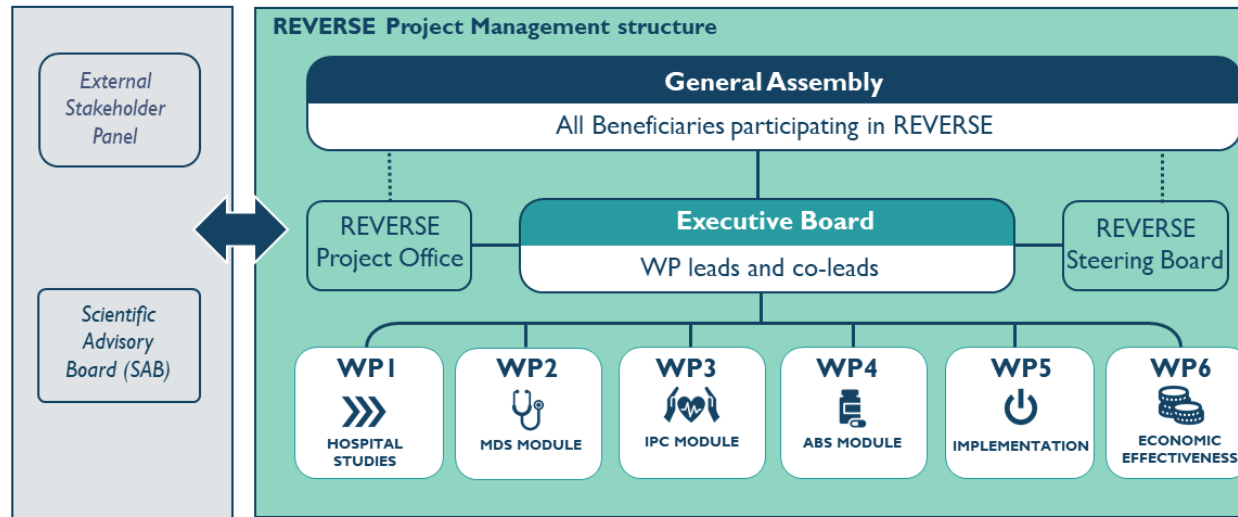 REVERSE Project Management structure
External
Stakeholder
Panel
Scientific
Advisory
Board (SAB)
General Assembly
All Beneficiaries participating in REVERSE
REVERSE
Project Office
Executive Board
WP leads and co-leads
REVERSE
Steering Board
WP1
HOSPITAL
STUDIES
WP2
MDS MODULE
WP3
IPC MODULE
WP4
ABS MODULE
WP5
IMPLEMENTATION
WP6
ECONOMIC
EFFECTIVENESS